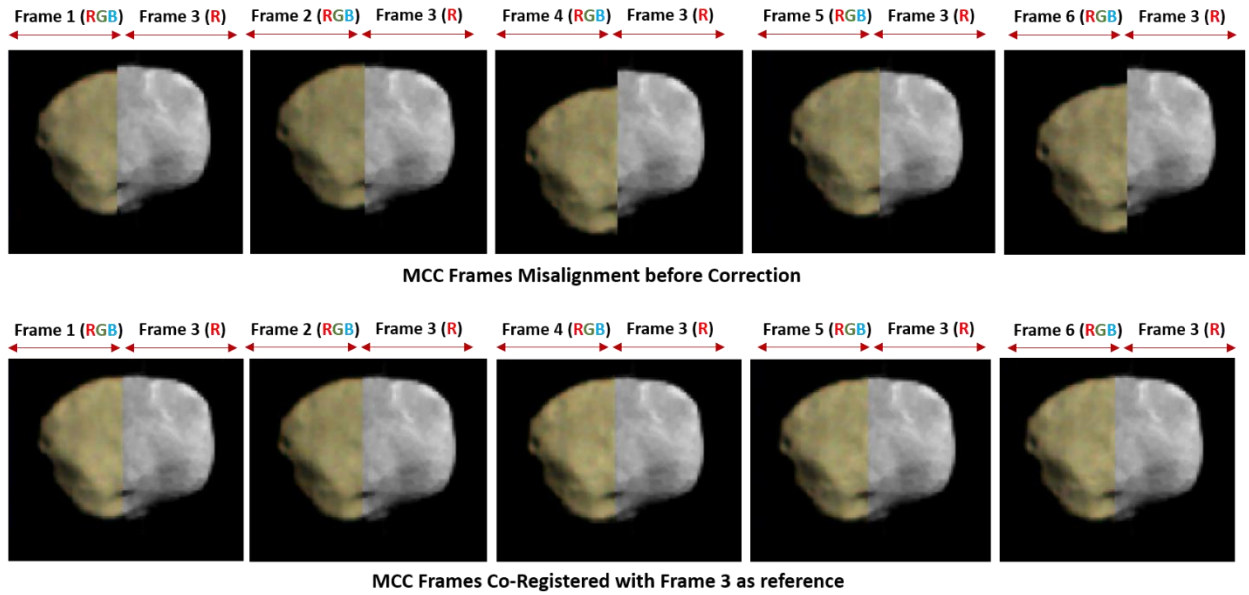 Frame 1 (RGB) Frame 3 (R) Frame 2 (RGB) Frame 3 (R) Frame 4 (RGB) Frame 3 (R) Frame 5 (RGB) Frame 3 (R) Frame 6 (RGB) Frame 3 (R)
MCC Frames Misalignment before Correction
Frame 1 (RGB) Frame 3 (R) Frame 2 (RGB) Frame 3 (R) Frame 4 (RGB) Frame 3 (R) Frame 5 (RGB) Frame 3 (R) Frame 6 (RGB) Frame 3 (R)
MCC Frames Co-Registered with Frame 3 as reference